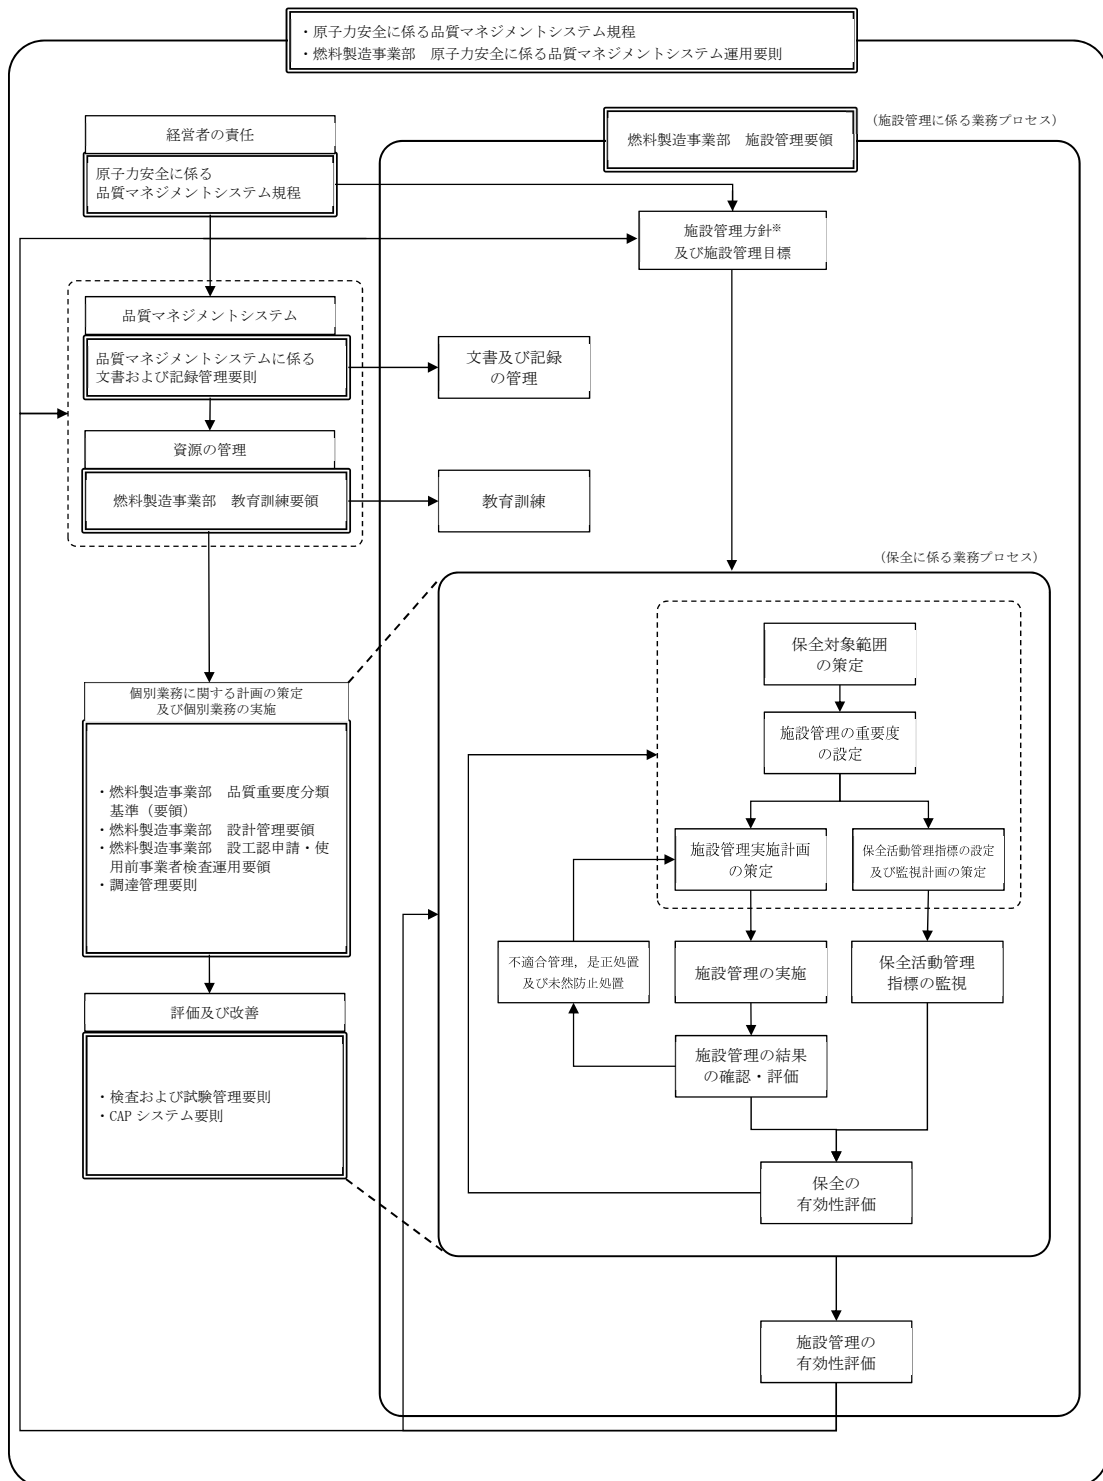 ・原子力安全に係る品質マネジメントシステム規程
・燃料製造事業部　原子力安全に係る品質マネジメントシステム運用要則
経営者の責任
原子力安全に係る
品質マネジメントシステム規程
燃料製造事業部　施設管理要領
（施設管理に係る業務プロセス）
施設管理方針※
及び施設管理目標
品質マネジメントシステム
品質マネジメントシステムに係る
文書および記録管理要則
文書及び記録
の管理
資源の管理
燃料製造事業部　教育訓練要領
教育訓練
（保全に係る業務プロセス）
保全対象範囲
の策定
施設管理の重要度
の設定
施設管理実施計画
の策定
保全活動管理指標の設定
及び監視計画の策定
個別業務に関する計画の策定
及び個別業務の実施
・燃料製造事業部　品質重要度分類
基準（要領）
・燃料製造事業部　設計管理要領
・燃料製造事業部　設工認申請・使
用前事業者検査運用要領
・調達管理要則
不適合管理，是正処置
及び未然防止処置
施設管理の実施
保全活動管理
指標の監視
施設管理の結果
の確認・評価
評価及び改善
・検査および試験管理要則
・CAP システム要則
保全の
有効性評価
施設管理の
有効性評価